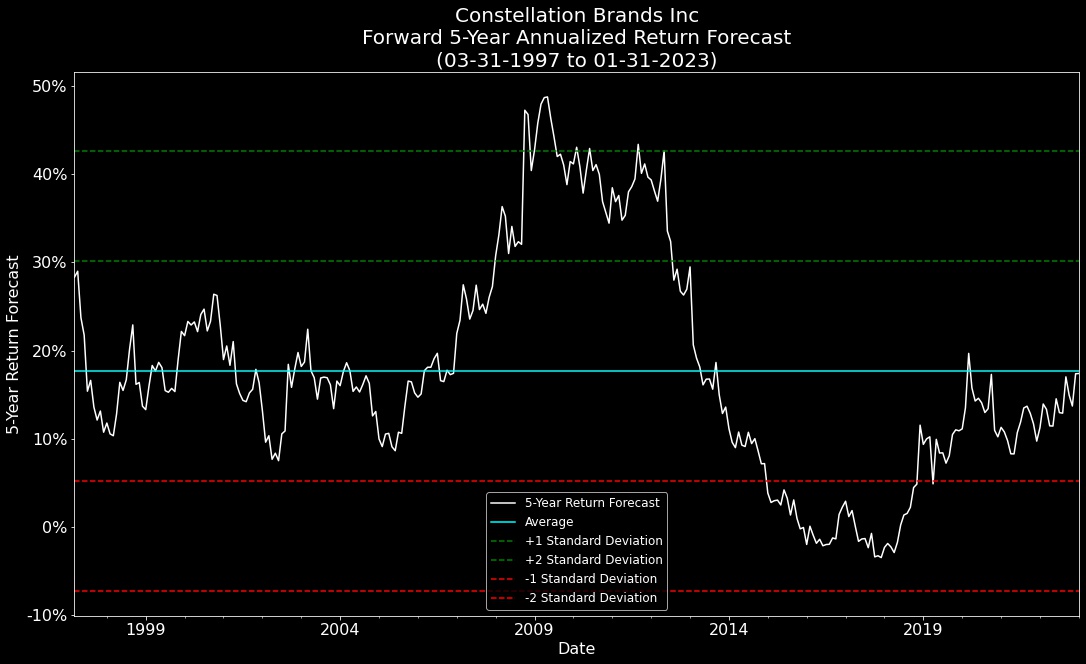 Constellation Brands Inc
Forward 5-Year Annualized Return Forecast
(03-31-1997 to 01-31-2023)
50%
40%
30%
20%
10%
0%
-10%
5-Year Return Forecast
5-Year Return Forecast
Average
+1 Standard Deviation
+2 Standard Deviation
-1 Standard Deviation
-2 Standard Deviation
1999 2004 2009 2014 2019
Date